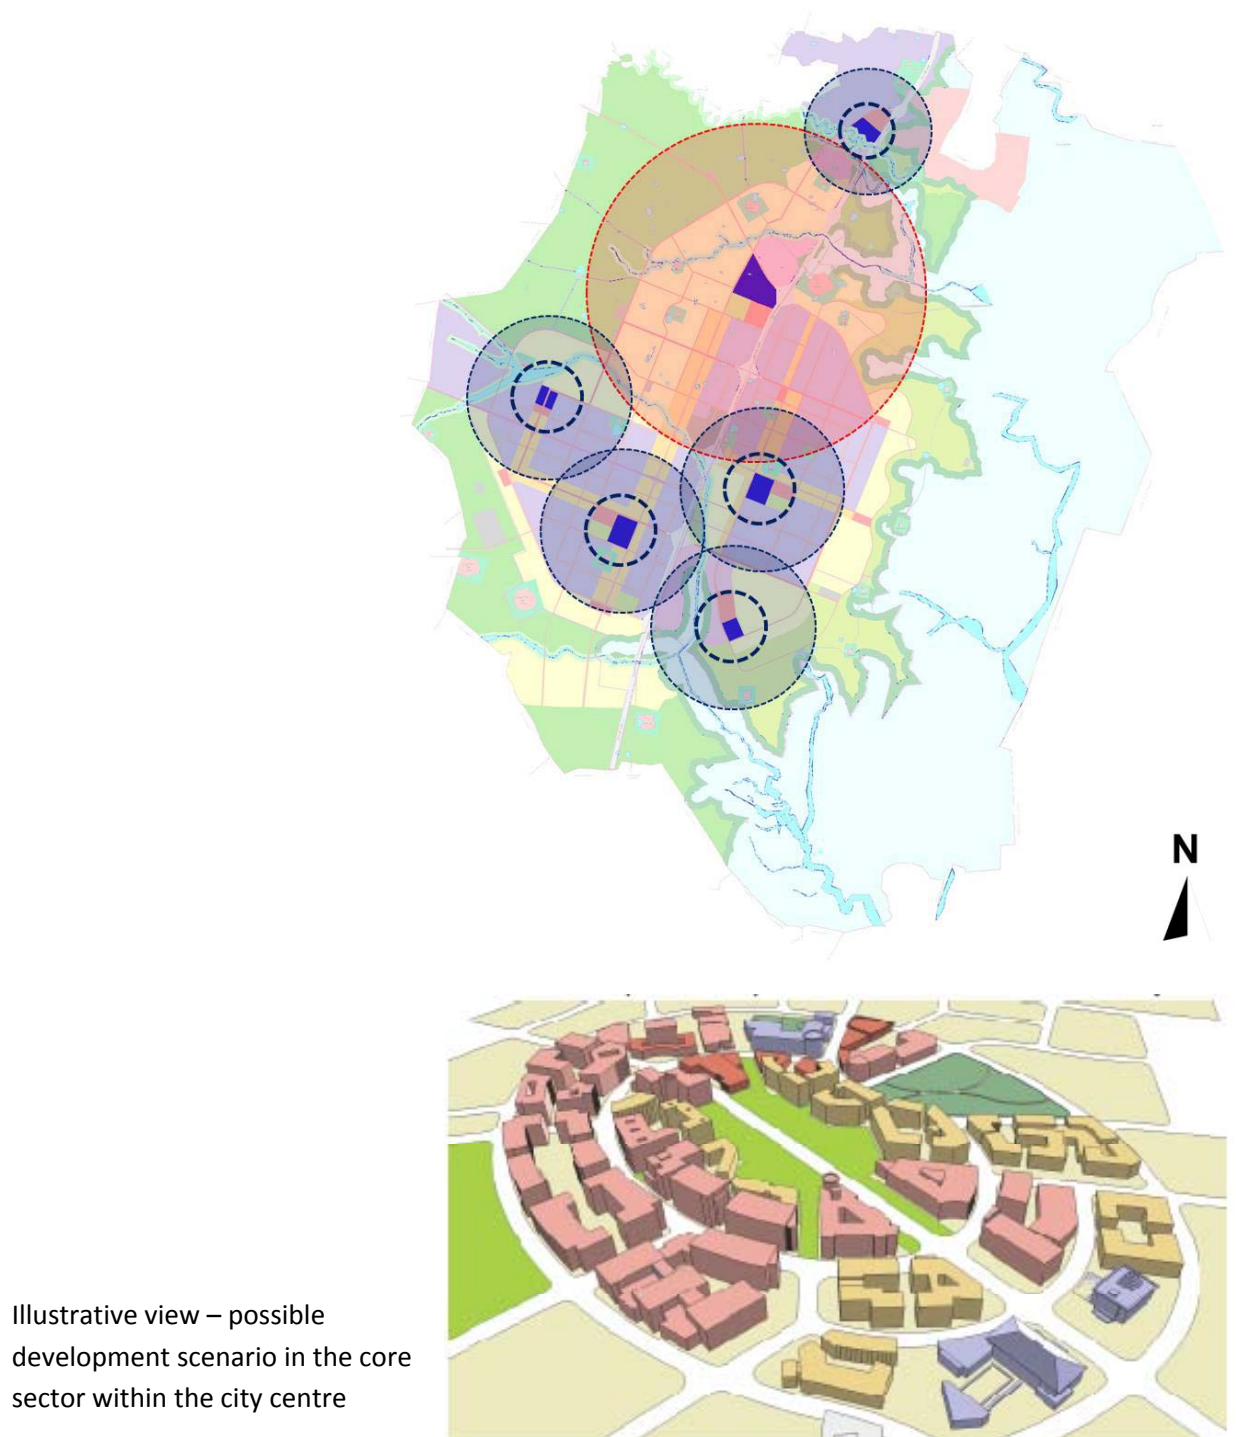 N
Illustrative view – possible
development scenario in the core
sector within the city centre